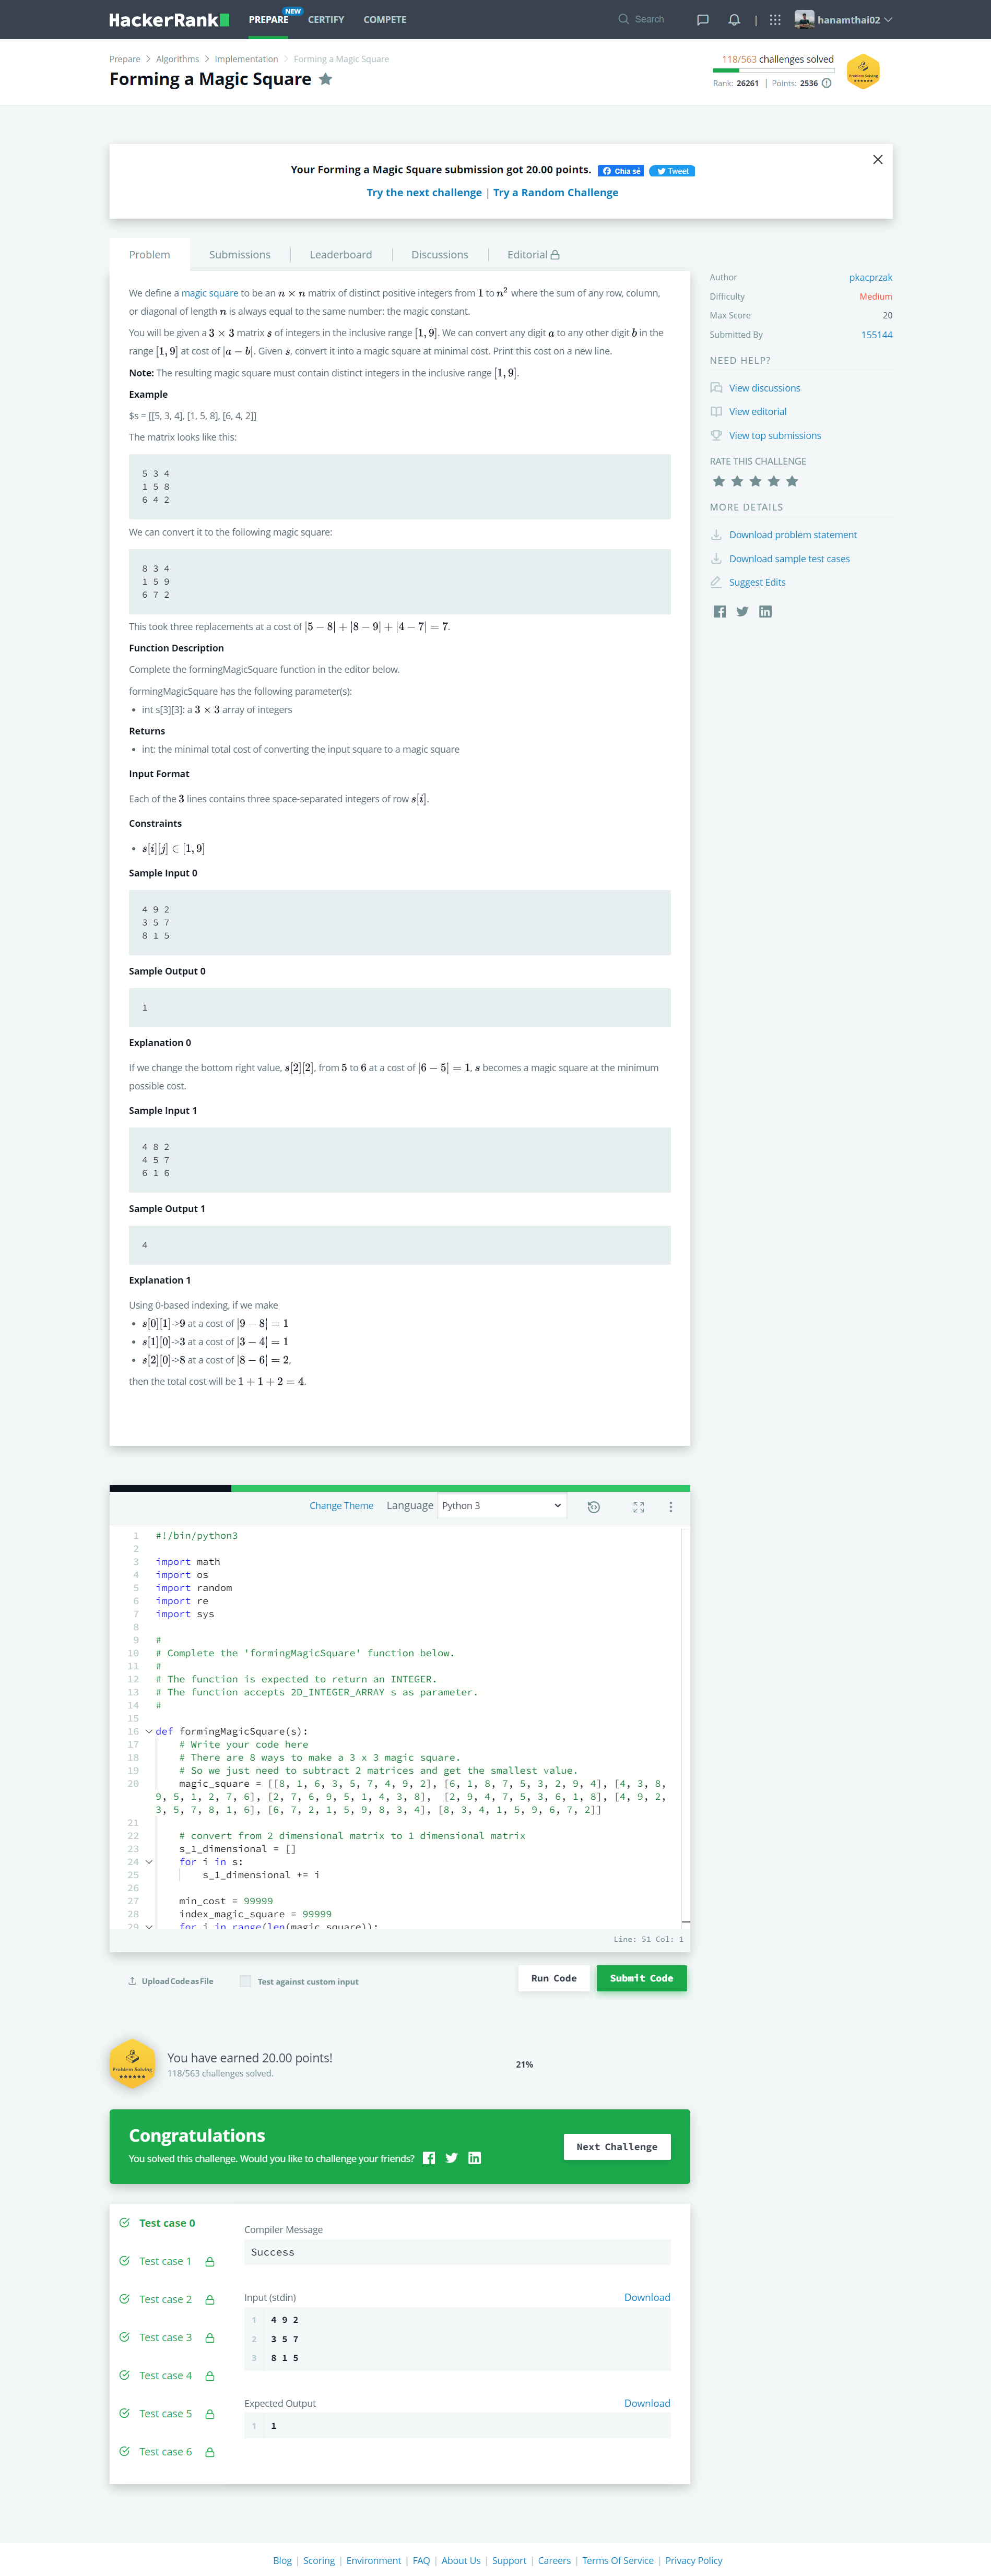 HackerRank PREPARE NEW CERTIFY COMPETE Search hanamthai02
Prepare > Algorithms > Implementation > Forming a Magic Square
Forming a Magic Square
118/563 challenges solved
Rank: 26261 | Points: 2536
Problem Solving
Your Forming a Magic Square submission got 20.00 points. Chia sẻ Tweet
Try the next challenge | Try a Random Challenge
Problem Submissions Leaderboard Discussions Editorial
We define a magic square to be an n × n matrix of distinct positive integers from 1 to n² where the sum of any row, column,
or diagonal of length n is always equal to the same number: the magic constant.
You will be given a 3 × 3 matrix s of integers in the inclusive range [1, 9]. We can convert any digit a to any other digit b in the
range [1, 9] at cost of |a − b|. Given s, convert it into a magic square at minimal cost. Print this cost on a new line.
Note: The resulting magic square must contain distinct integers in the inclusive range [1, 9].
Example
$s = [[5, 3, 4], [1, 5, 8], [6, 4, 2]]
The matrix looks like this:
5 3 4
1 5 8
6 4 2
We can convert it to the following magic square:
8 3 4
1 5 9
6 7 2
This took three replacements at a cost of |5 − 8| + |8 − 9| + |4 − 7| = 7.
Function Description
Complete the formingMagicSquare function in the editor below.
formingMagicSquare has the following parameter(s):
• int s[3][3]: a 3 × 3 array of integers
Returns
• int: the minimal total cost of converting the input square to a magic square
Input Format
Each of the 3 lines contains three space-separated integers of row s[i].
Constraints
• s[i][j] ∈ [1, 9]
Sample Input 0
4 9 2
3 5 7
8 1 5
Sample Output 0
1
Explanation 0
If we change the bottom right value, s[2][2], from 5 to 6 at a cost of |6 − 5| = 1, s becomes a magic square at the minimum
possible cost.
Sample Input 1
4 8 2
4 5 7
6 1 6
Sample Output 1
4
Explanation 1
Using 0-based indexing, if we make
• s[0][1]->9 at a cost of |9 − 8| = 1
• s[1][0]->3 at a cost of |3 − 4| = 1
• s[2][0]->8 at a cost of |8 − 6| = 2,
then the total cost will be 1 + 1 + 2 = 4.
Author pkacprzak
Difficulty Medium
Max Score 20
Submitted By 155144
NEED HELP?
View discussions
View editorial
View top submissions
RATE THIS CHALLENGE
MORE DETAILS
Download problem statement
Download sample test cases
Suggest Edits
Change Theme Language Python 3
1 #!/bin/python3
2
3 import math
4 import os
5 import random
6 import re
7 import sys
8
9 #
10 # Complete the 'formingMagicSquare' function below.
11 #
12 # The function is expected to return an INTEGER.
13 # The function accepts 2D_INTEGER_ARRAY s as parameter.
14 #
15
16 def formingMagicSquare(s):
17 # Write your code here
18 # There are 8 ways to make a 3 x 3 magic square.
19 # So we just need to subtract 2 matrices and get the smallest value.
20 magic_square = [[8, 1, 6, 3, 5, 7, 4, 9, 2], [6, 1, 8, 7, 5, 3, 2, 9, 4], [4, 3, 8,
9, 5, 1, 2, 7, 6], [2, 7, 6, 9, 5, 1, 4, 3, 8], [2, 9, 4, 7, 5, 3, 6, 1, 8], [4, 9, 2,
3, 5, 7, 8, 1, 6], [6, 7, 2, 1, 5, 9, 8, 3, 4], [8, 3, 4, 1, 5, 9, 6, 7, 2]]
21
22 # convert from 2 dimensional matrix to 1 dimensional matrix
23 s_1_dimensional = []
24 for i in s:
25 s_1_dimensional += i
26
27 min_cost = 99999
28 index_magic_square = 99999
29 for i in range(len(magic_square)):
Line: 51 Col: 1
Upload Code as File Test against custom input Run Code Submit Code
Problem Solving
You have earned 20.00 points!
118/563 challenges solved.
21%
Congratulations
You solved this challenge. Would you like to challenge your friends?
Next Challenge
Test case 0
Test case 1
Test case 2
Test case 3
Test case 4
Test case 5
Test case 6
Compiler Message
Success
Input (stdin) Download
1 4 9 2
2 3 5 7
3 8 1 5
Expected Output Download
1 1
Blog | Scoring | Environment | FAQ | About Us | Support | Careers | Terms Of Service | Privacy Policy